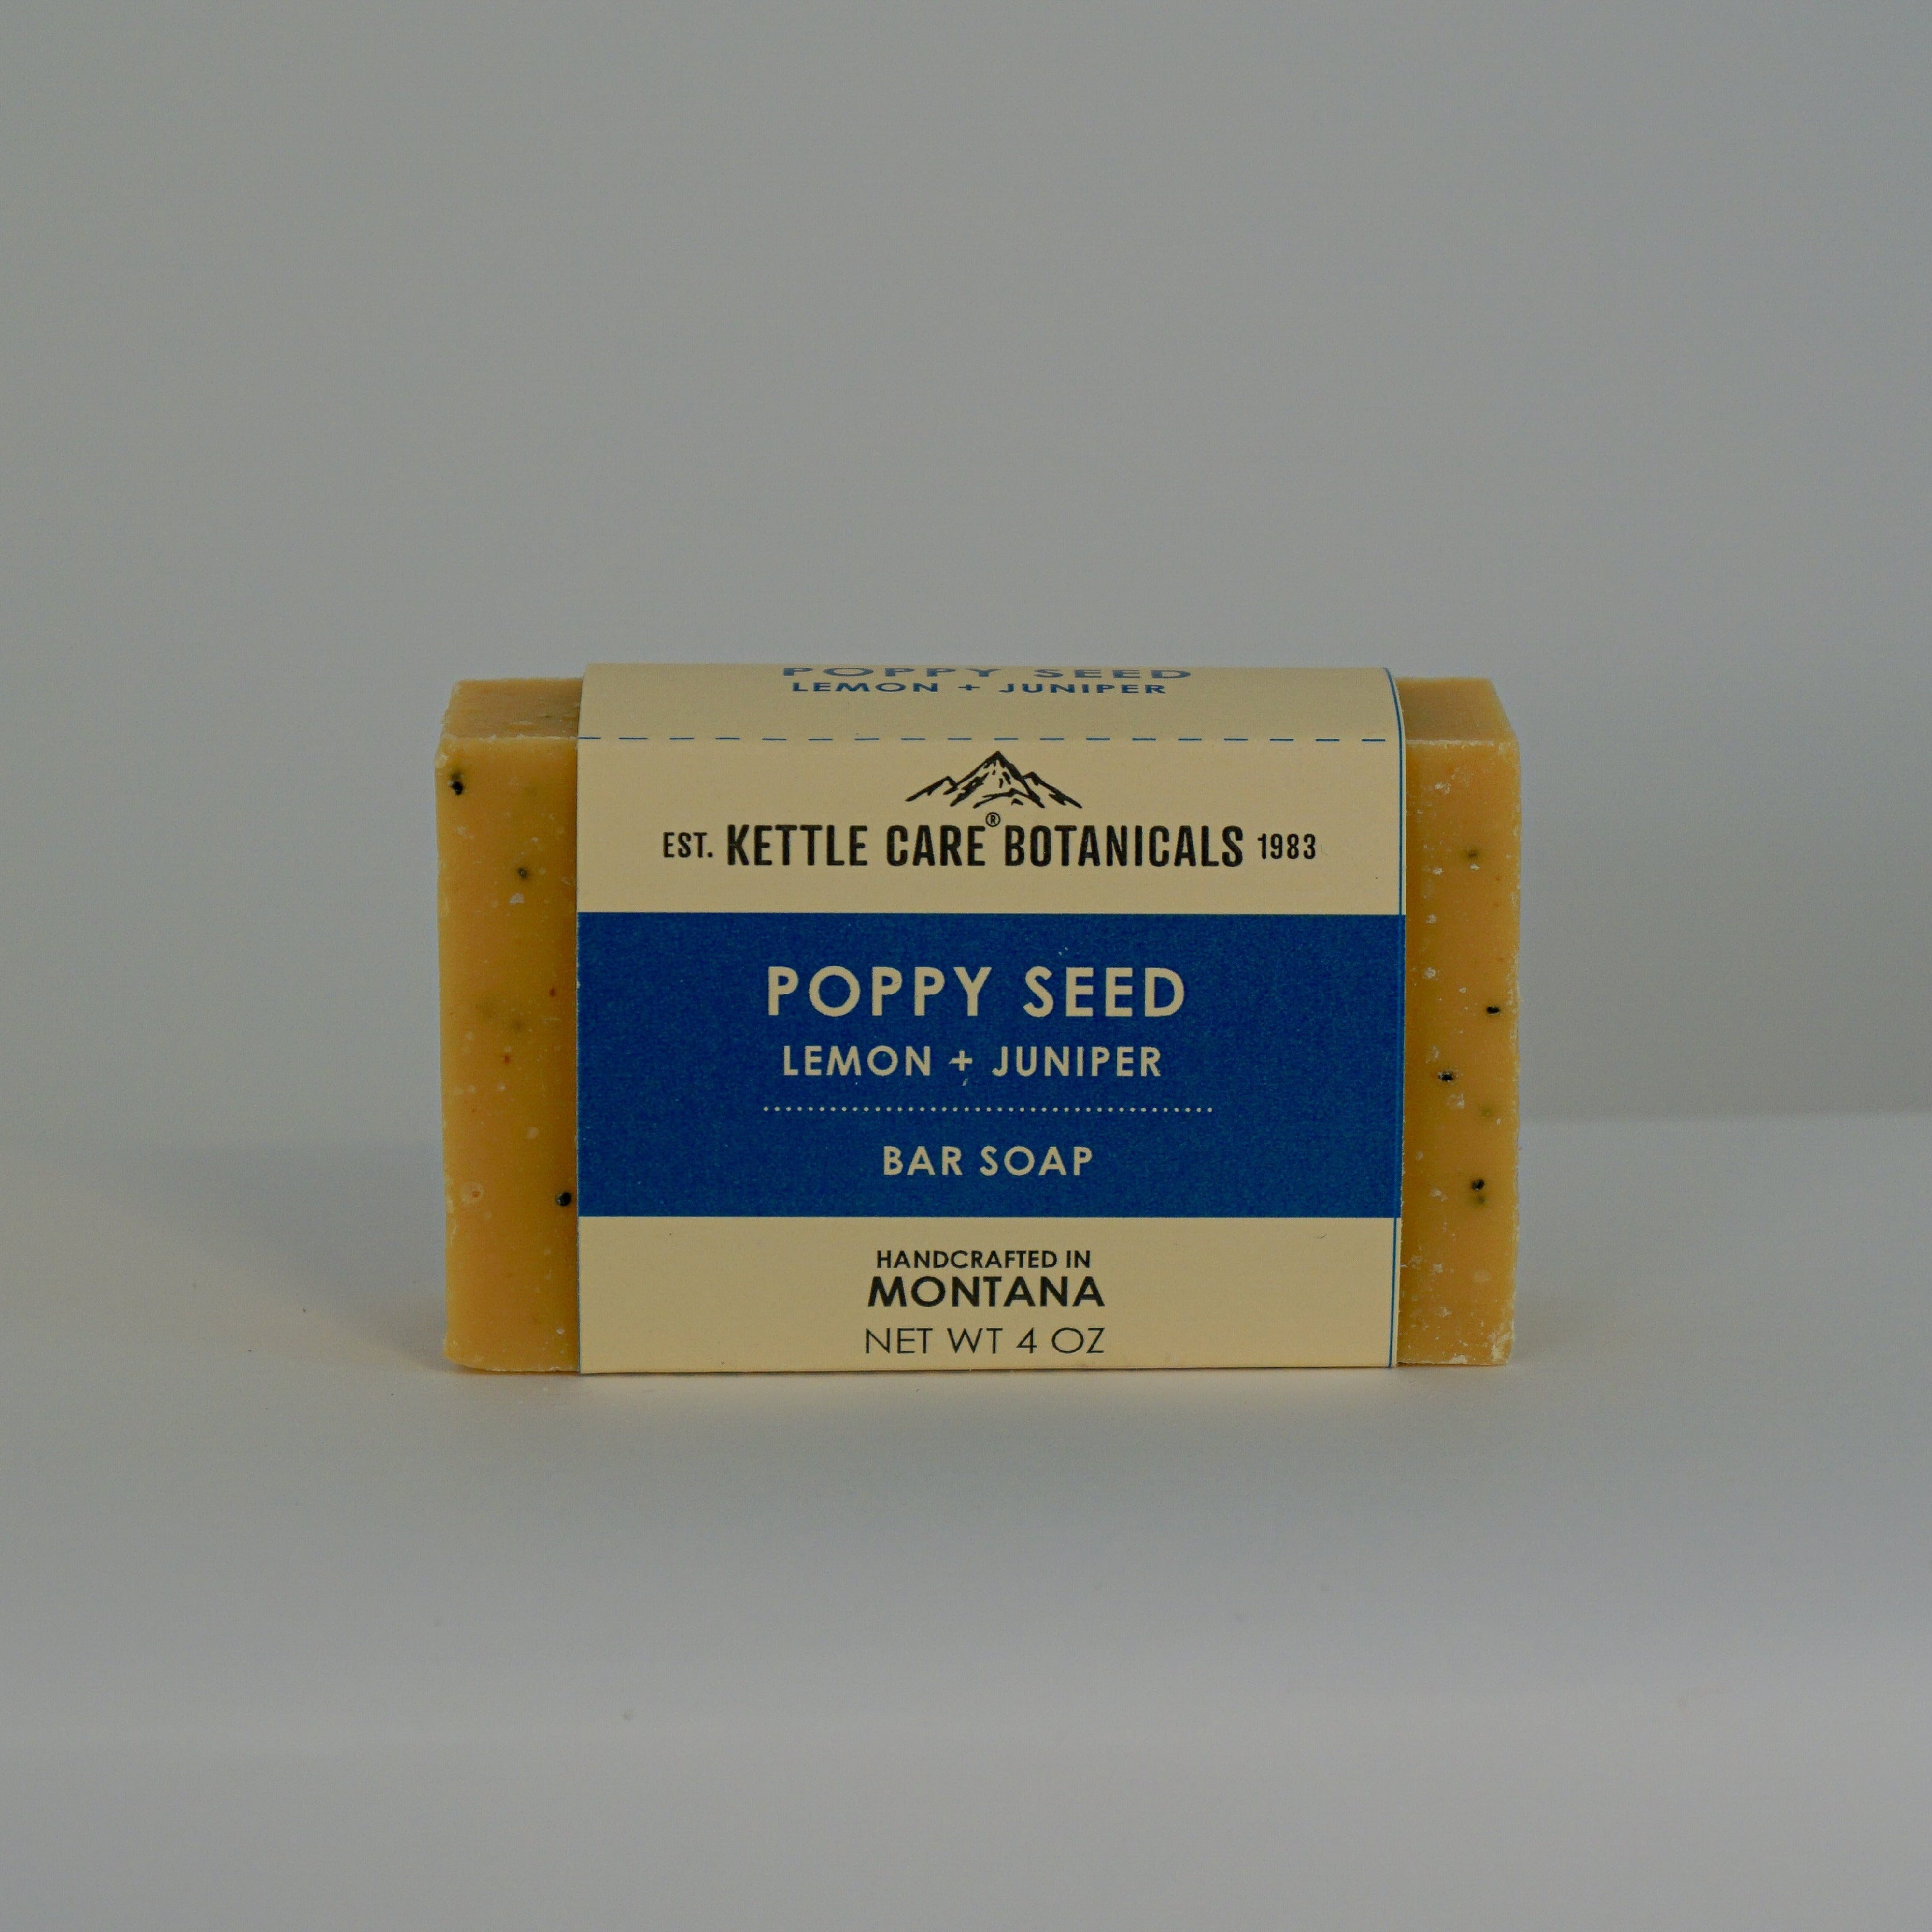 POPPY SEED
LEMON + JUNIPER
EST. KETTLE CARE® BOTANICALS 1983
POPPY SEED
LEMON + JUNIPER
BAR SOAP
HANDCRAFTED IN
MONTANA
NET WT 4 OZ